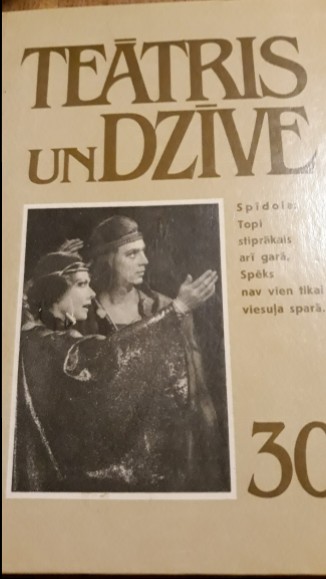 TEĀTRIS
UN DZĪVE
Spīdola:
Topi
stiprākais
arī garā,
Spēks
nav vien tikai
viesuļa sparā.
30